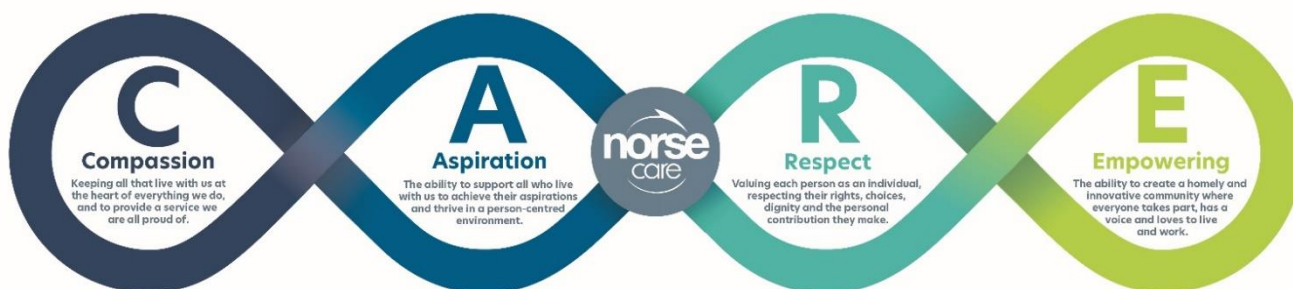 C
Compassion
Keeping all that live with us at
the heart of everything we do,
and to provide a service we
are all proud of.
A
Aspiration
The ability to support all who live
with us to achieve their aspirations
and thrive in a person-centred
environment.
norse
care
R
Respect
Valuing each person as an individual,
respecting their rights, choices,
dignity and the personal
contribution they make.
E
Empowering
The ability to create a homely and
innovative community where
everyone takes part, has a
voice and loves to live
and work.